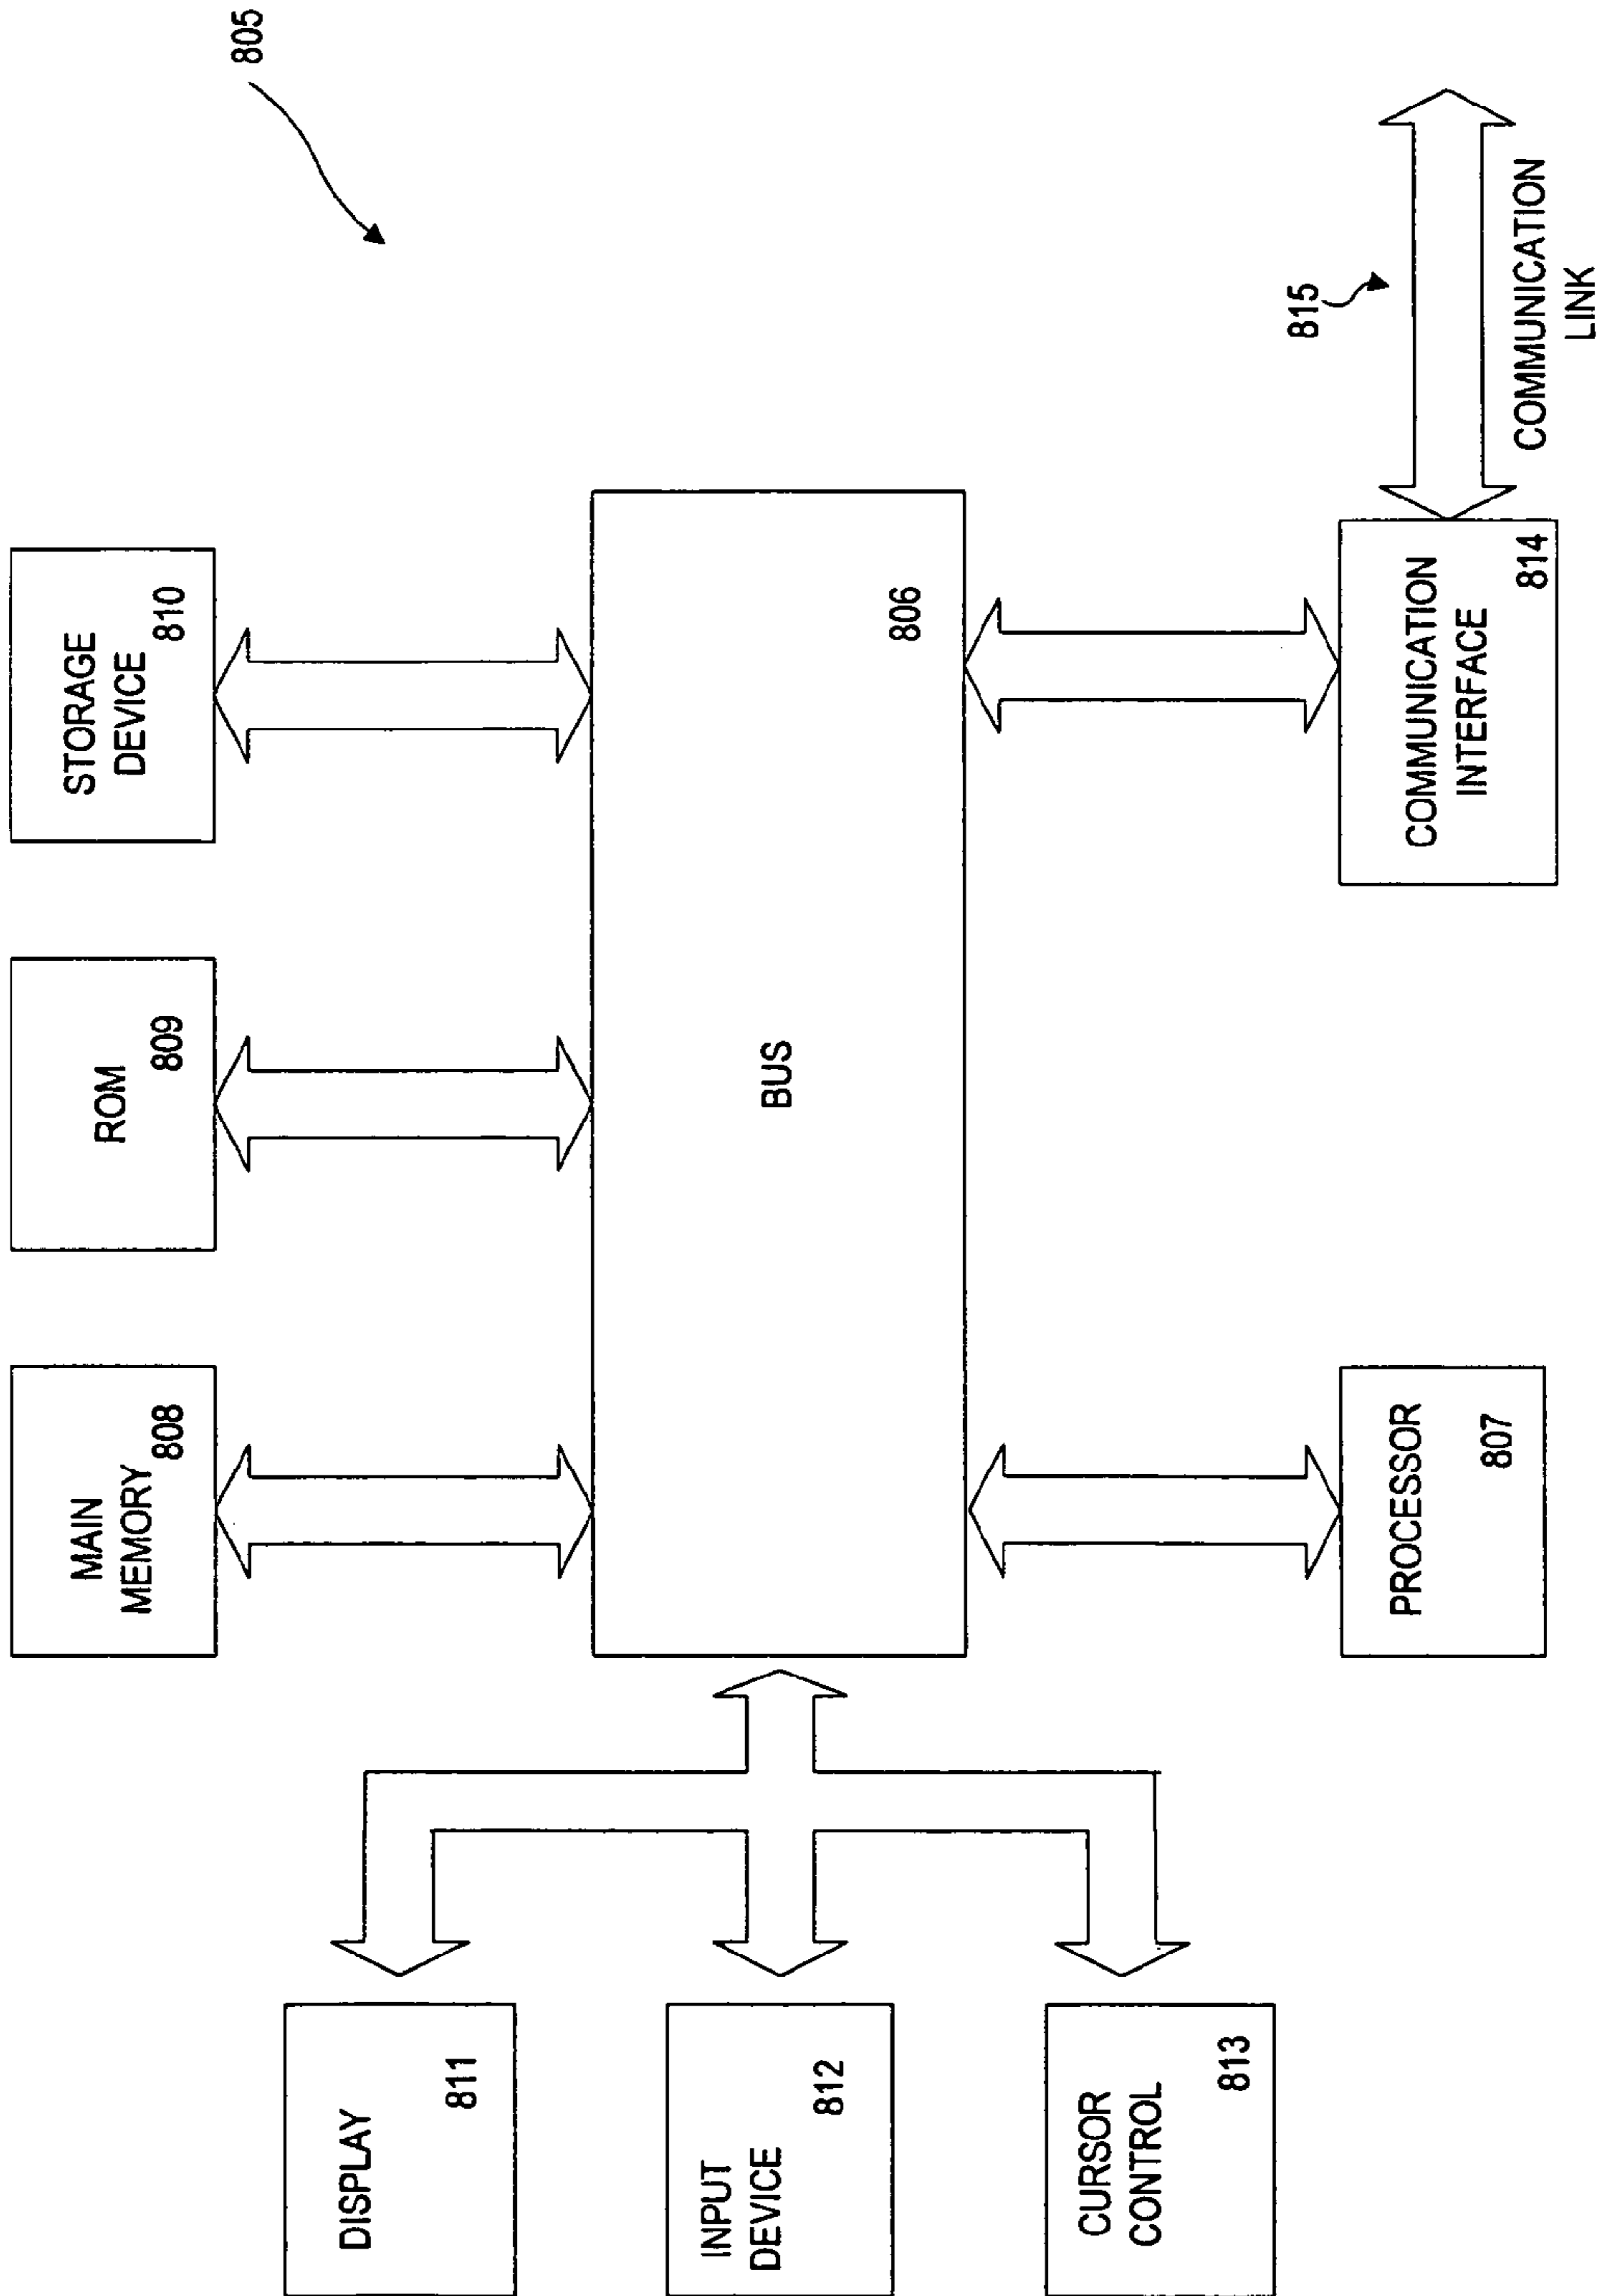 805
MAIN
MEMORY
808
ROM
809
STORAGE
DEVICE
810
DISPLAY
811
INPUT
DEVICE
812
CURSOR
CONTROL
813
BUS
806
PROCESSOR
807
COMMUNICATION
INTERFACE
814
815
COMMUNICATION
LINK